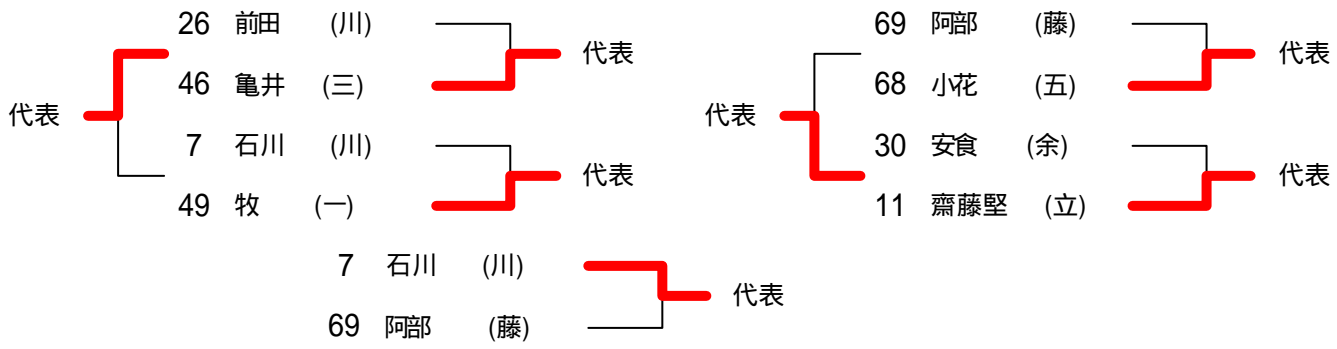 26 前田 (川)
代表
46 亀井 (三)
代表
7 石川 (川)
代表
49 牧 (一)
69 阿部 (藤)
代表
68 小花 (五)
代表
30 安食 (余)
代表
11 齋藤堅 (立)
7 石川 (川)
代表
69 阿部 (藤)